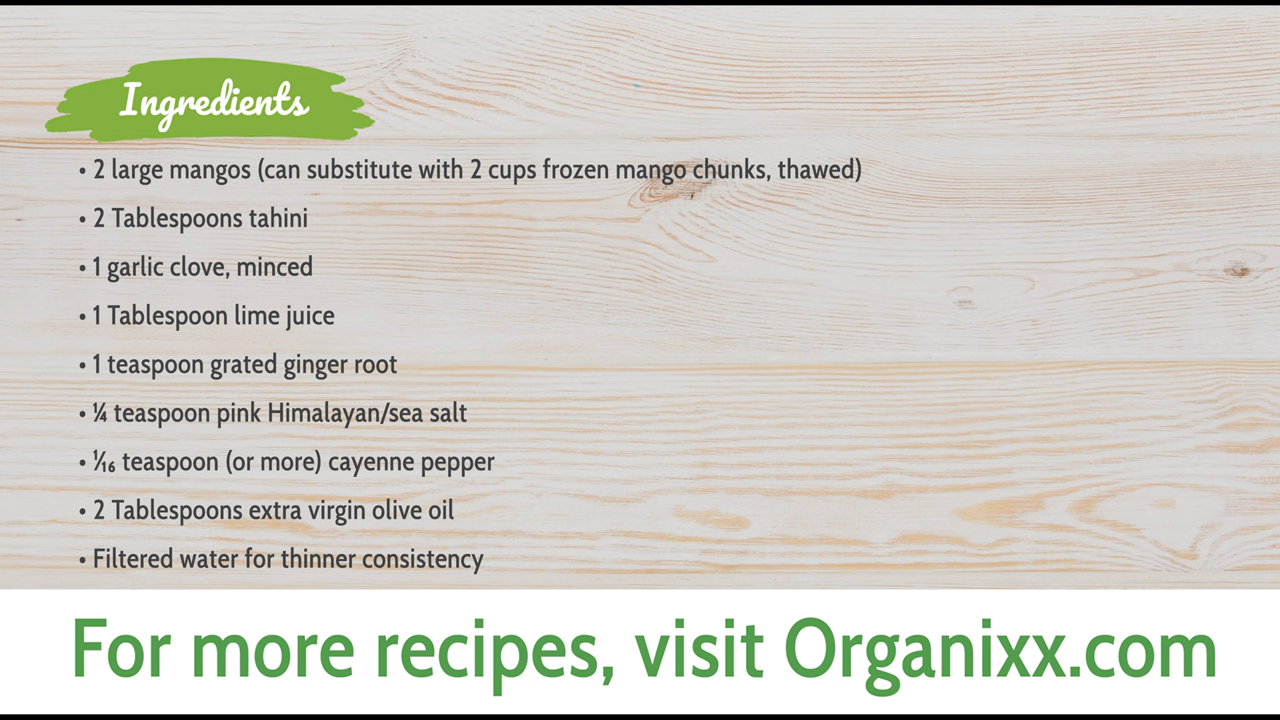 Ingredients
• 2 large mangos (can substitute with 2 cups frozen mango chunks, thawed)
• 2 Tablespoons tahini
• 1 garlic clove, minced
• 1 Tablespoon lime juice
• 1 teaspoon grated ginger root
• ¼ teaspoon pink Himalayan/sea salt
• ¹⁄₁₆ teaspoon (or more) cayenne pepper
• 2 Tablespoons extra virgin olive oil
• Filtered water for thinner consistency
For more recipes, visit Organixx.com